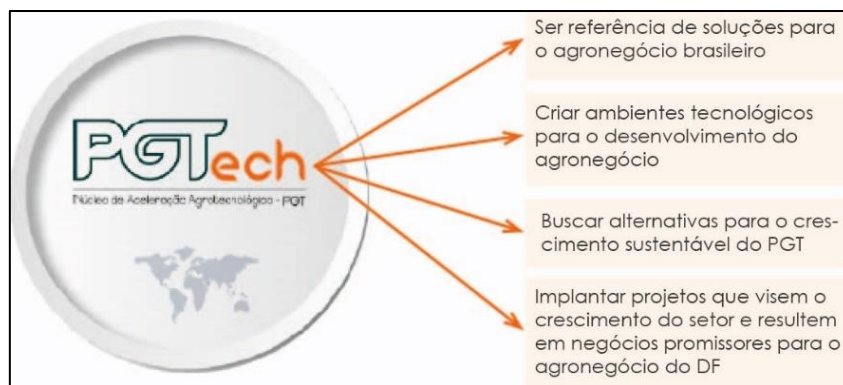 PGTech
Núcleo de Aceleração Agrotecnológico - PGT
Ser referência de soluções para
o agronegócio brasileiro
Criar ambientes tecnológicos
para o desenvolvimento do
agronegócio
Buscar alternativas para o cres-
cimento sustentável do PGT
Implantar projetos que visem o
crescimento do setor e resultem
em negócios promissores para o
agronegócio do DF